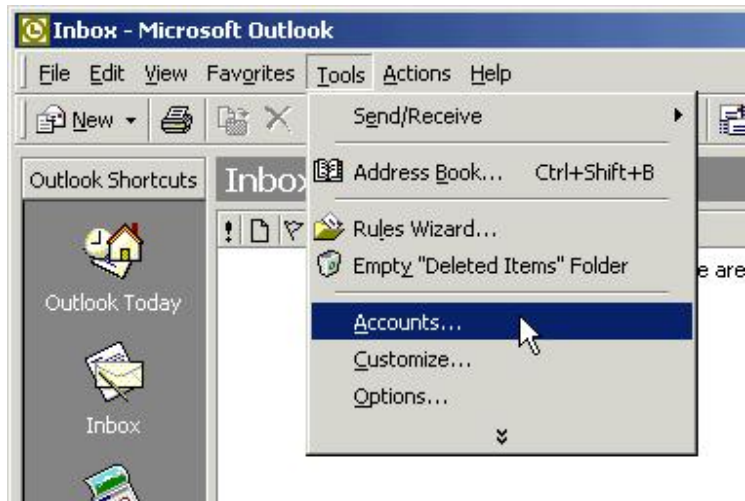 Inbox - Microsoft Outlook
File Edit View Favorites Tools Actions Help
New
Send/Receive
Outlook Shortcuts
Inbox
Address Book... Ctrl+Shift+B
Rules Wizard...
Empty "Deleted Items" Folder
e are
Outlook Today
Accounts...
Customize...
Options...
Inbox